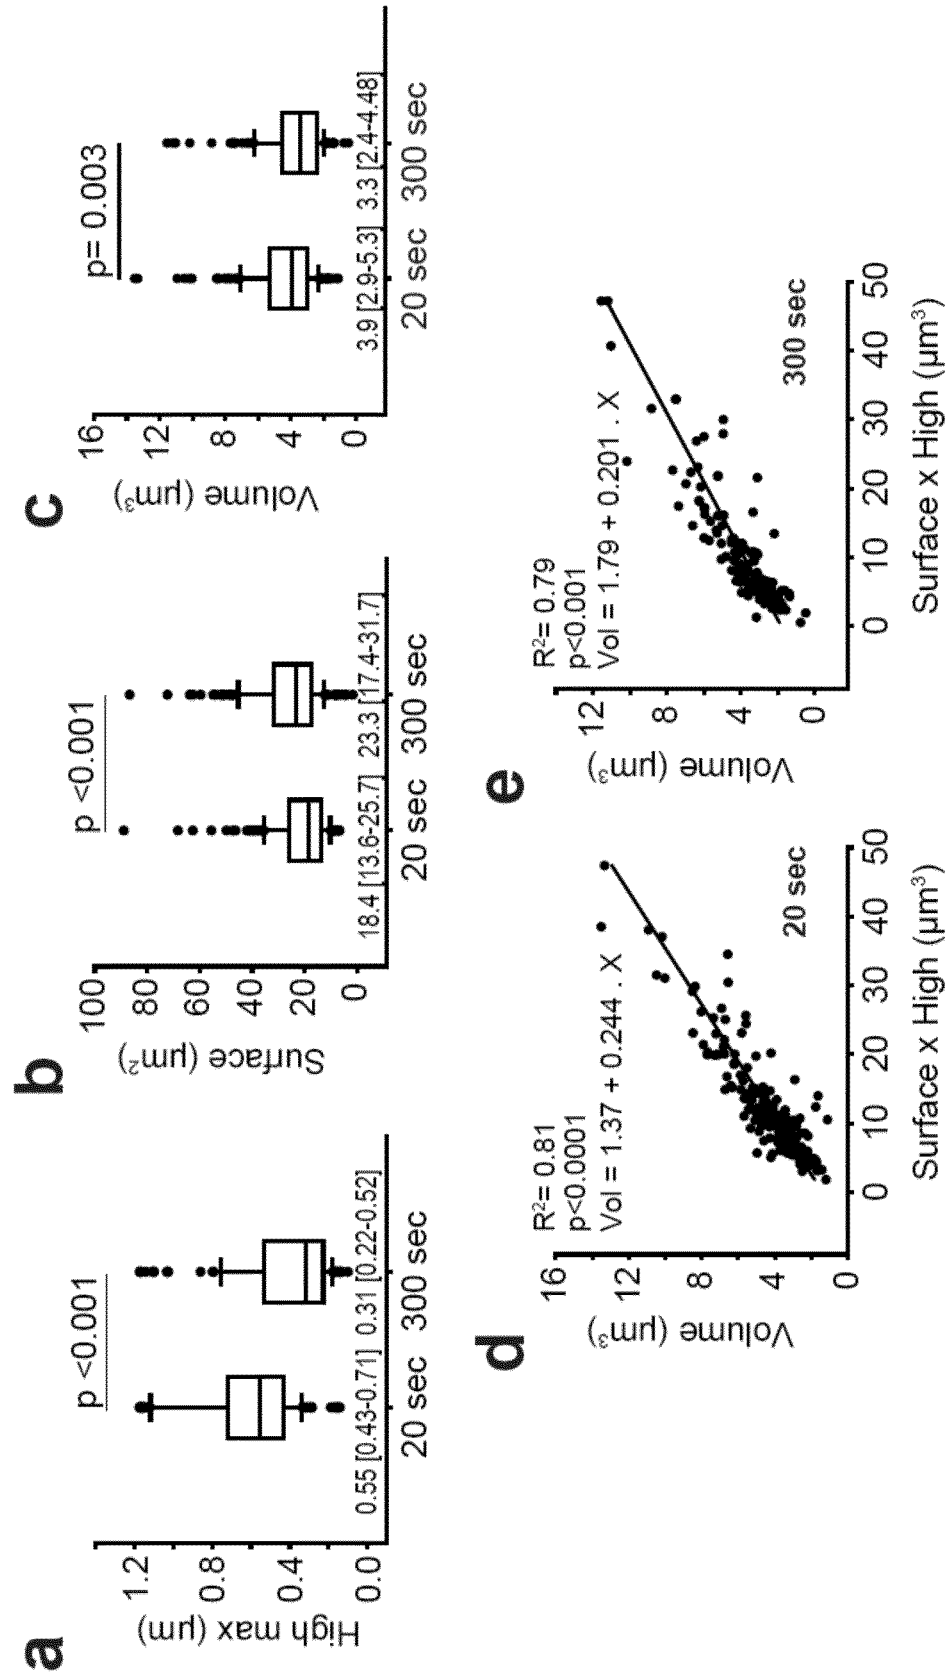 a
High max (µm)
1.2
0.8
0.4
0.0
p <0.001
0.55 [0.43-0.71] 0.31 [0.22-0.52]
20 sec 300 sec
b
Surface (µm²)
100
80
60
40
20
0
p <0.001
18.4 [13.6-25.7] 23.3 [17.4-31.7]
20 sec 300 sec
c
Volume (µm³)
16
12
8
4
0
p= 0.003
3.9 [2.9-5.3] 3.3 [2.4-4.48]
20 sec 300 sec
d
Volume (µm³)
16
12
8
4
0
R²= 0.81
p<0.0001
Vol = 1.37 + 0.244 . X
20 sec
0 10 20 30 40 50
Surface x High (µm³)
e
Volume (µm³)
12
8
4
0
R²= 0.79
p<0.001
Vol = 1.79 + 0.201 . X
300 sec
0 10 20 30 40 50
Surface x High (µm³)